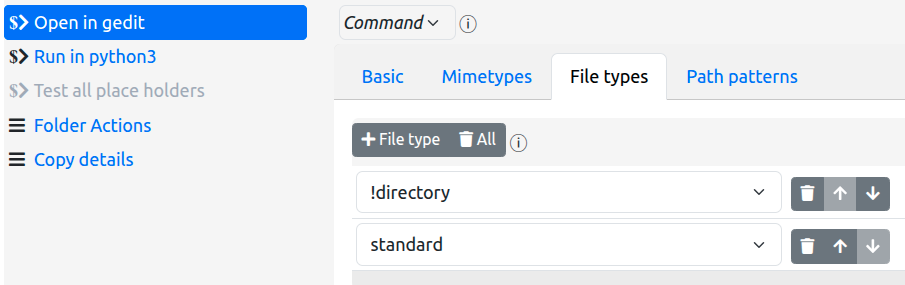 Open in gedit
Run in python3
Test all place holders
Folder Actions
Copy details
Command
Basic Mimetypes File types Path patterns
File type All
!directory
standard